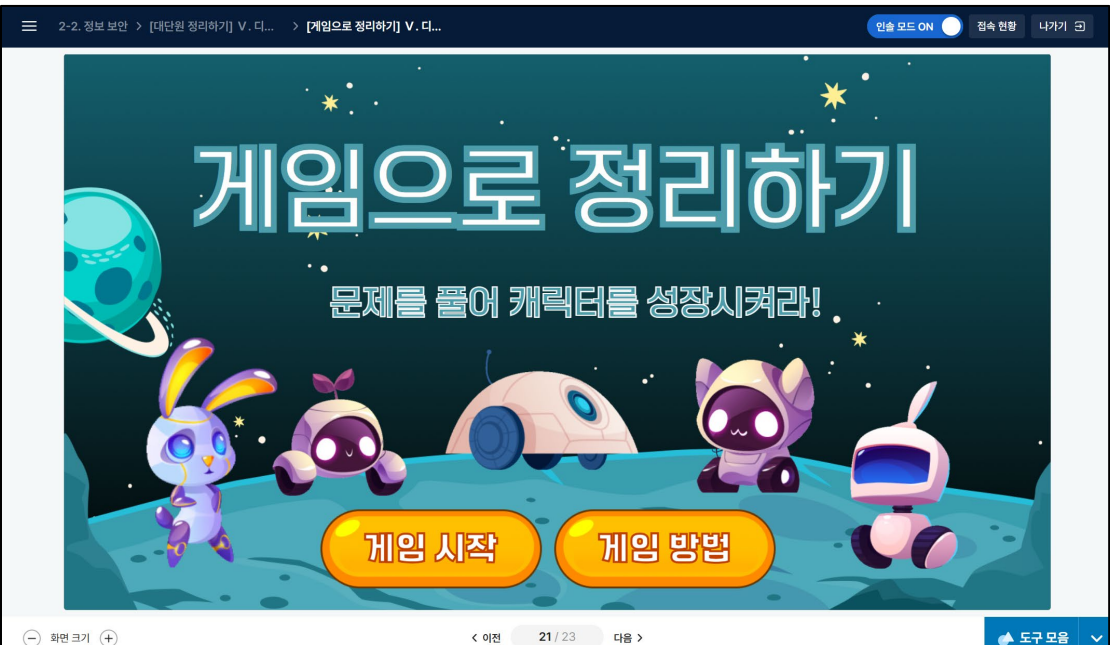 2-2. 정보 보안 > [대단원 정리하기] Ⅴ. 디... > [게임으로 정리하기] Ⅴ. 디...
인솔 모드 ON 접속 현황 나가기
게임으로 정리하기
문제를 풀어 캐릭터를 성장시켜라!
게임 시작 게임 방법
화면 크기 < 이전 21 / 23 다음 > 도구 모음